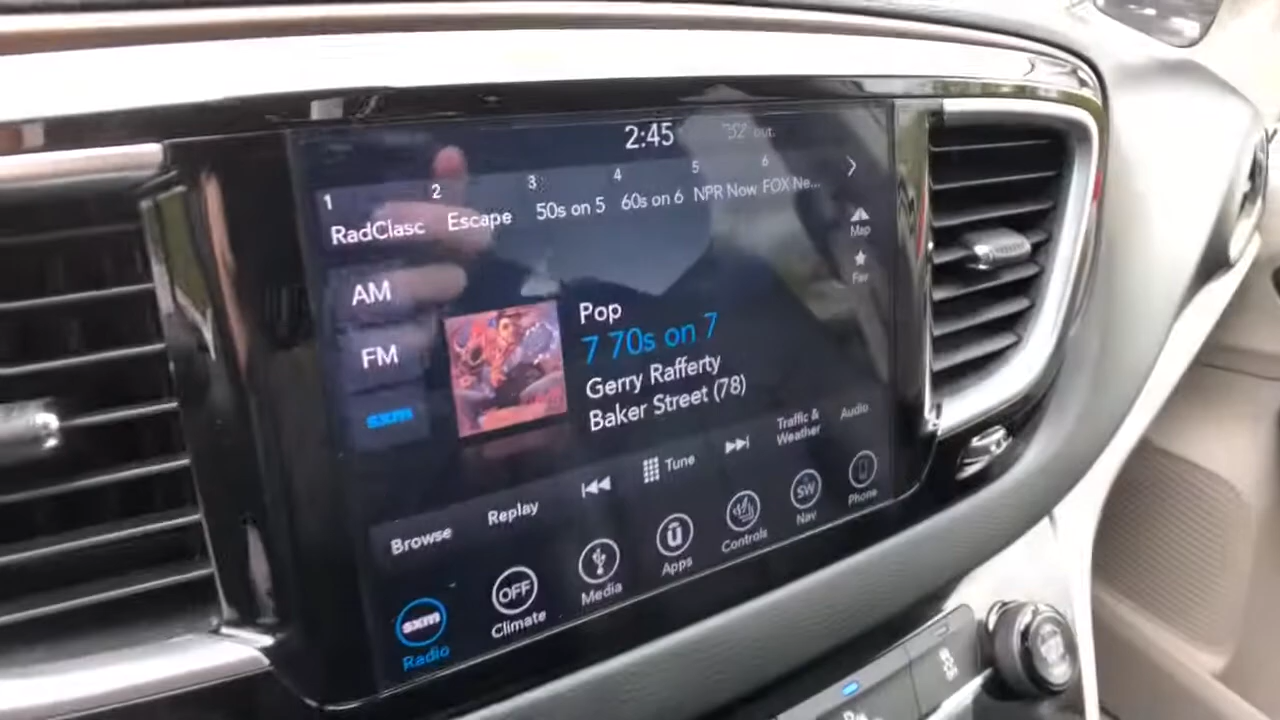 2:45
out.
1
2
3
4
5
6
RadClasc
Escape
50s on 5
60s on 6
NPR Now
FOX Ne...
Map
Fav
AM
FM
sxm
Pop
7 70s on 7
Gerry Rafferty
Baker Street (78)
Browse
Replay
Tune
Traffic &
Weather
Audio
sxm
Radio
OFF
Climate
Media
Apps
Controls
SW
Nav
Phone